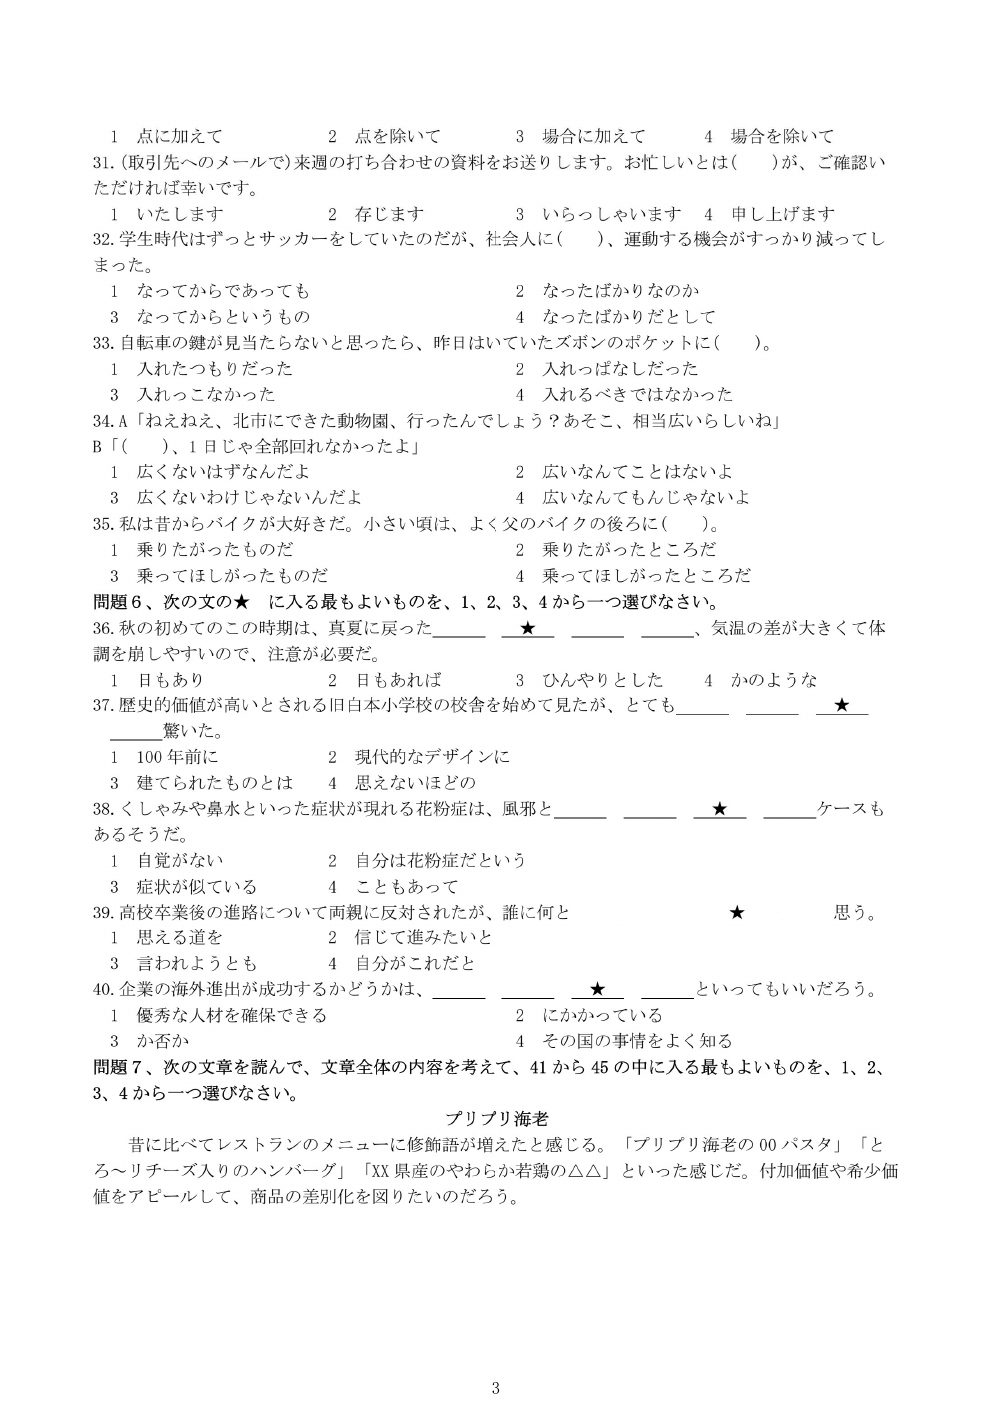 1 点に加えて 2 点を除いて 3 場合に加えて 4 場合を除いて
31.(取引先へのメールで)来週の打ち合わせの資料をお送りします。お忙しいとは( )が、ご確認い
ただければ幸いです。
1 いたします 2 存じます 3 いらっしゃいます 4 申し上げます
32.学生時代はずっとサッカーをしていたのだが、社会人に( )、運動する機会がすっかり減ってし
まった。
1 なってからであっても 2 なったばかりなのか
3 なってからというもの 4 なったばかりだとして
33.自転車の鍵が見当たらないと思ったら、昨日はいていたズボンのポケットに( )。
1 入れたつもりだった 2 入れっぱなしだった
3 入れっこなかった 4 入れるべきではなかった
34.A「ねえねえ、北市にできた動物園、行ったんでしょう？あそこ、相当広いらしいね」
B「( )、1日じゃ全部回れなかったよ」
1 広くないはずなんだよ 2 広いなんてことはないよ
3 広くないわけじゃないんだよ 4 広いなんてもんじゃないよ
35.私は昔からバイクが大好きだ。小さい頃は、よく父のバイクの後ろに( )。
1 乗りたがったものだ 2 乗りたがったところだ
3 乗ってほしがったものだ 4 乗ってほしがったところだ
問題６、次の文の★ に入る最もよいものを、1、2、3、4から一つ選びなさい。
36.秋の初めてのこの時期は、真夏に戻った______ __★__ ______ ______、気温の差が大きくて体
調を崩しやすいので、注意が必要だ。
1 日もあり 2 日もあれば 3 ひんやりとした 4 かのような
37.歴史的価値が高いとされる旧白本小学校の校舎を始めて見たが、とても______ ______ __★__
______驚いた。
1 100年前に 2 現代的なデザインに
3 建てられたものとは 4 思えないほどの
38.くしゃみや鼻水といった症状が現れる花粉症は、風邪と______ ______ __★__ ______ケースも
あるそうだ。
1 自覚がない 2 自分は花粉症だという
3 症状が似ている 4 こともあって
39.高校卒業後の進路について両親に反対されたが、誰に何と ★ 思う。
1 思える道を 2 信じて進みたいと
3 言われようとも 4 自分がこれだと
40.企業の海外進出が成功するかどうかは、______ ______ __★__ ______といってもいいだろう。
1 優秀な人材を確保できる 2 にかかっている
3 か否か 4 その国の事情をよく知る
問題７、次の文章を読んで、文章全体の内容を考えて、41から45の中に入る最もよいものを、1、2、
3、4から一つ選びなさい。
プリプリ海老
昔に比べてレストランのメニューに修飾語が増えたと感じる。「プリプリ海老の00パスタ」「と
ろ～リチーズ入りのハンバーグ」「XX県産のやわらか若鶏の△△」といった感じだ。付加価値や希少価
値をアピールして、商品の差別化を図りたいのだろう。
3